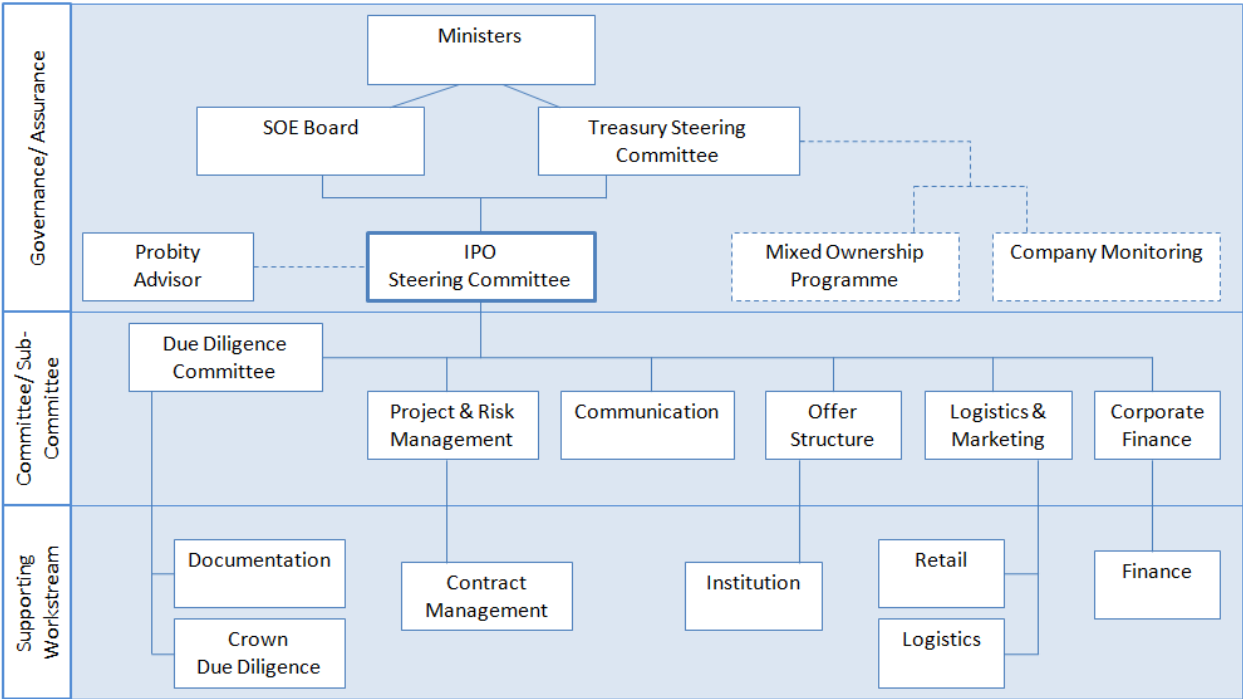 Governance/ Assurance
Ministers
SOE Board
Treasury Steering
Committee
Probity
Advisor
IPO
Steering Committee
Mixed Ownership
Programme
Company Monitoring
Committee/ Sub-
Committee
Due Diligence
Committee
Project & Risk
Management
Communication
Offer
Structure
Logistics &
Marketing
Corporate
Finance
Supporting
Workstream
Documentation
Crown
Due Diligence
Contract
Management
Institution
Retail
Logistics
Finance